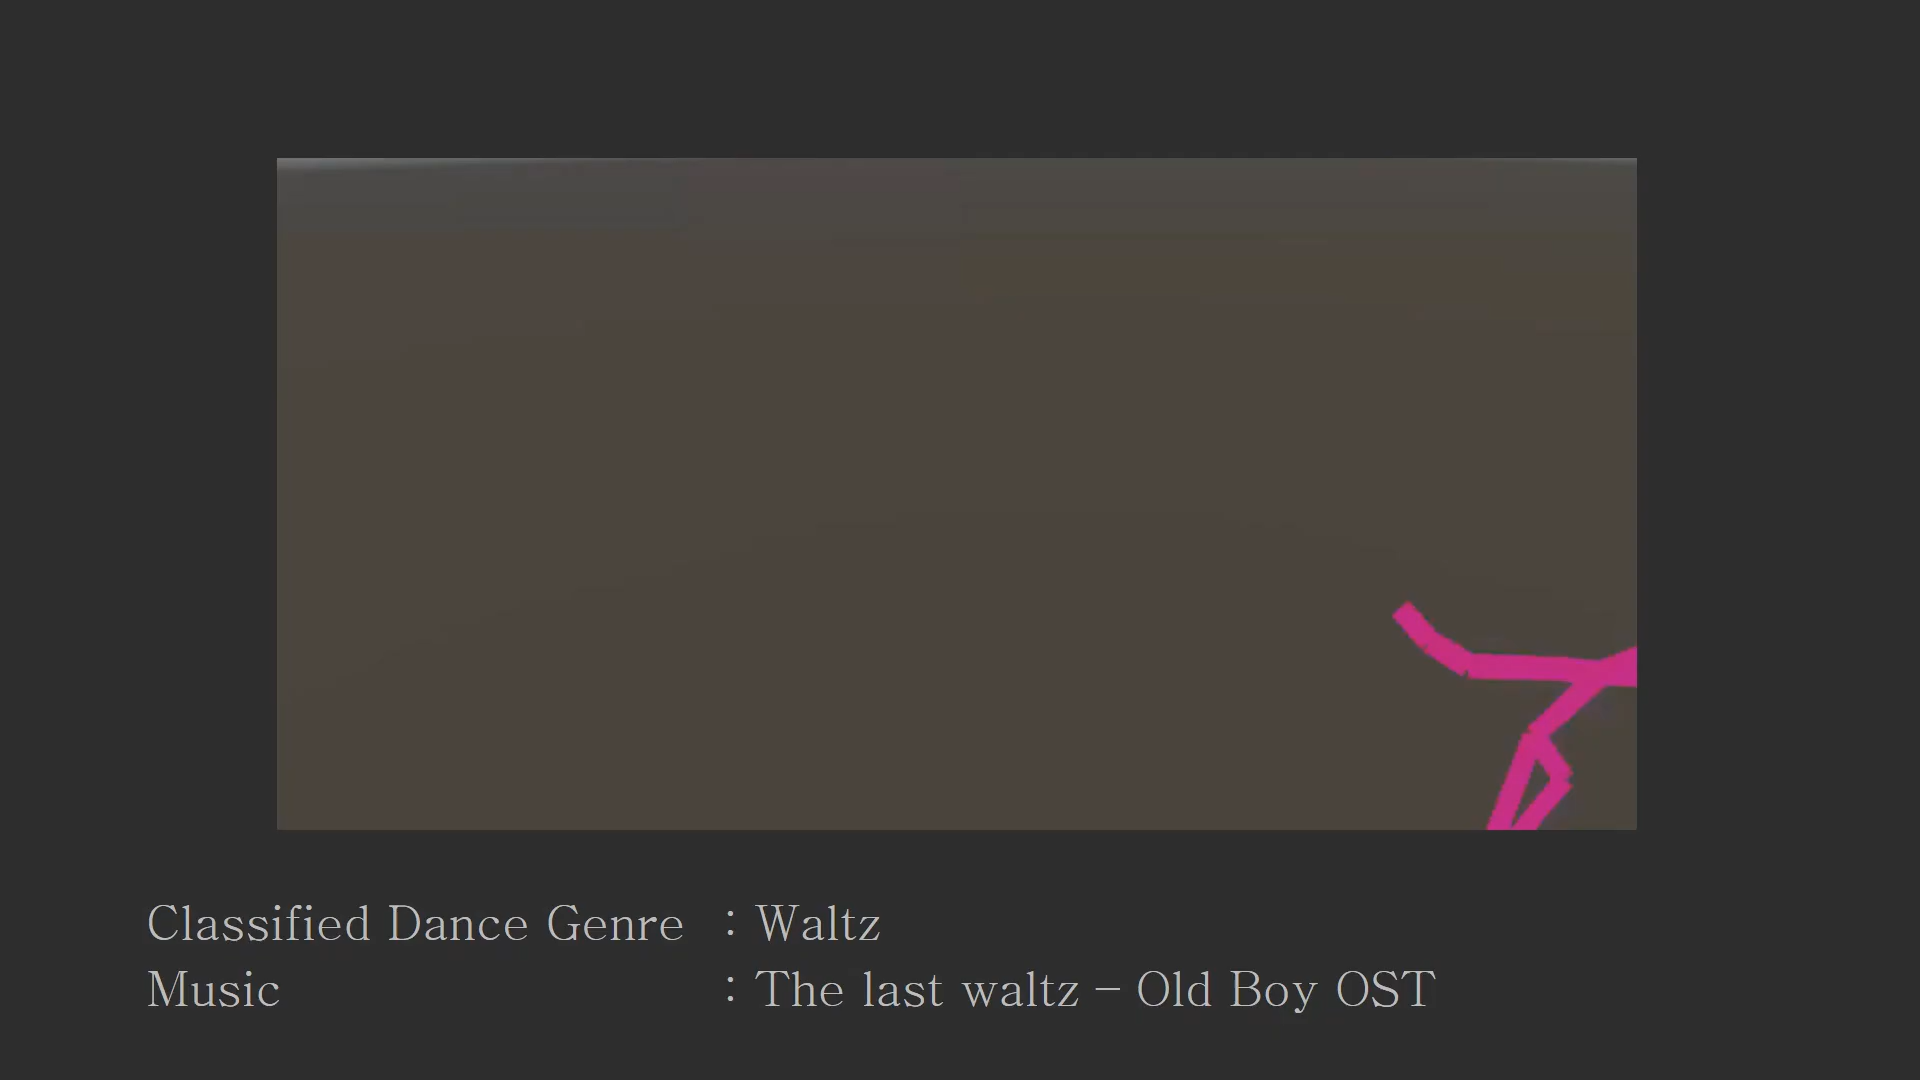 Classified Dance Genre : Waltz
Music : The last waltz – Old Boy OST